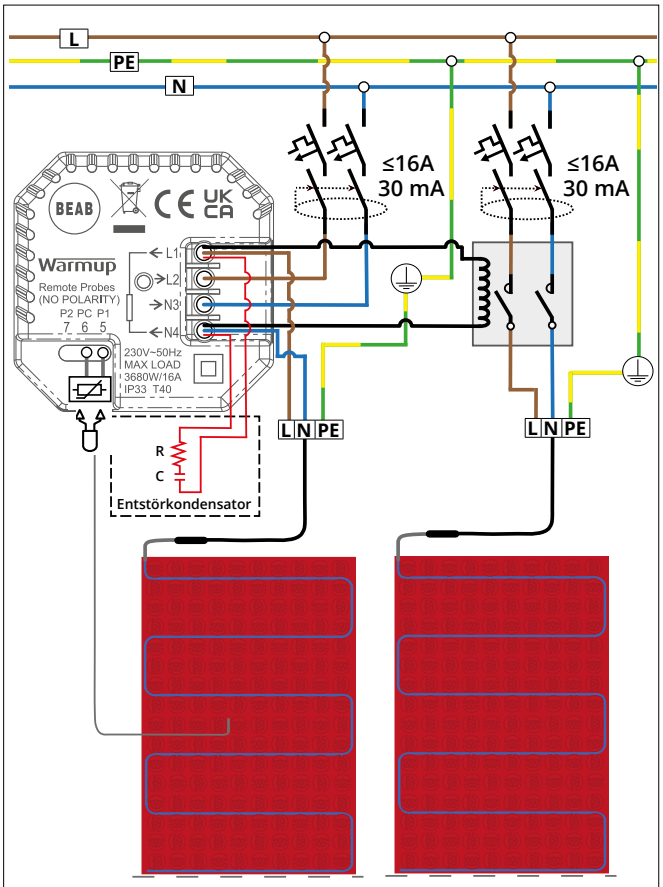 L
PE
N
≤16A
30 mA
≤16A
30 mA
BEAB
CE UK
CA
Warmup
Remote Probes
(NO POLARITY)
P2 PC P1
7 6 5
L1
L2
N3
N4
230V~50Hz
MAX LOAD
3680W/16A
IP33 T40
L N PE
L N PE
R
C
Entstörkondensator